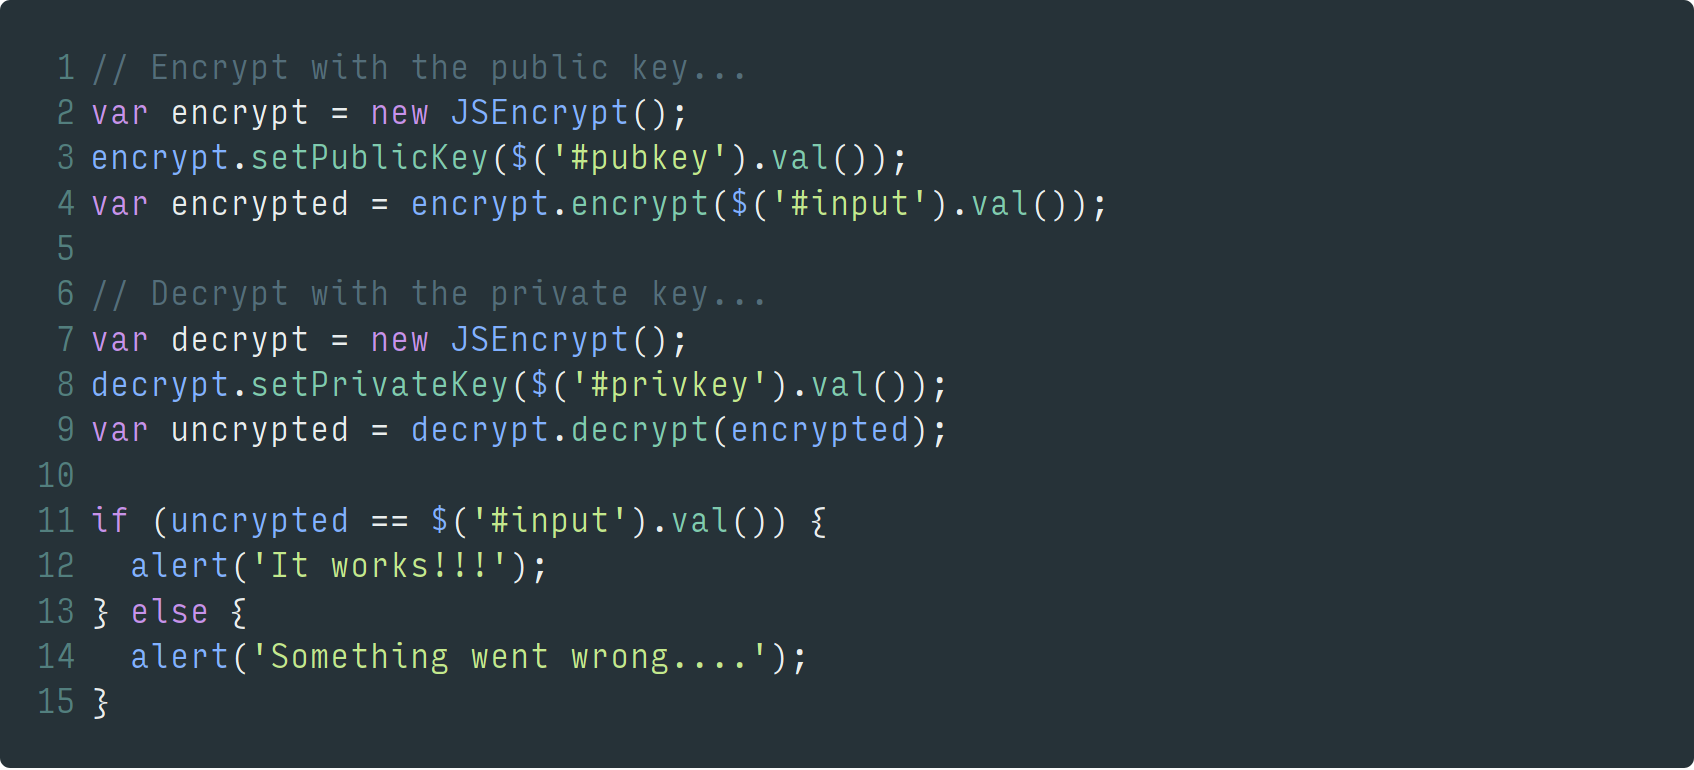 1 // Encrypt with the public key...
2 var encrypt = new JSEncrypt();
3 encrypt.setPublicKey($('#pubkey').val());
4 var encrypted = encrypt.encrypt($('#input').val());
5
6 // Decrypt with the private key...
7 var decrypt = new JSEncrypt();
8 decrypt.setPrivateKey($('#privkey').val());
9 var uncrypted = decrypt.decrypt(encrypted);
10
11 if (uncrypted == $('#input').val()) {
12   alert('It works!!!');
13 } else {
14   alert('Something went wrong....');
15 }